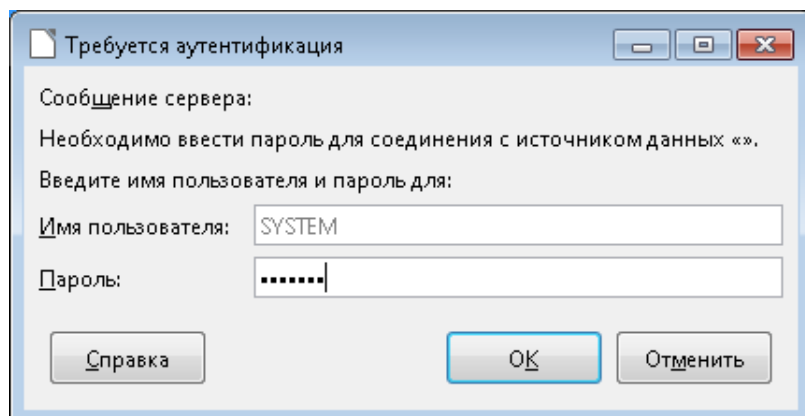 Требуется аутентификация
Сообщение сервера:
Необходимо ввести пароль для соединения с источником данных «».
Введите имя пользователя и пароль для:
Имя пользователя: SYSTEM
Пароль: •••••••
Справка OK Отменить